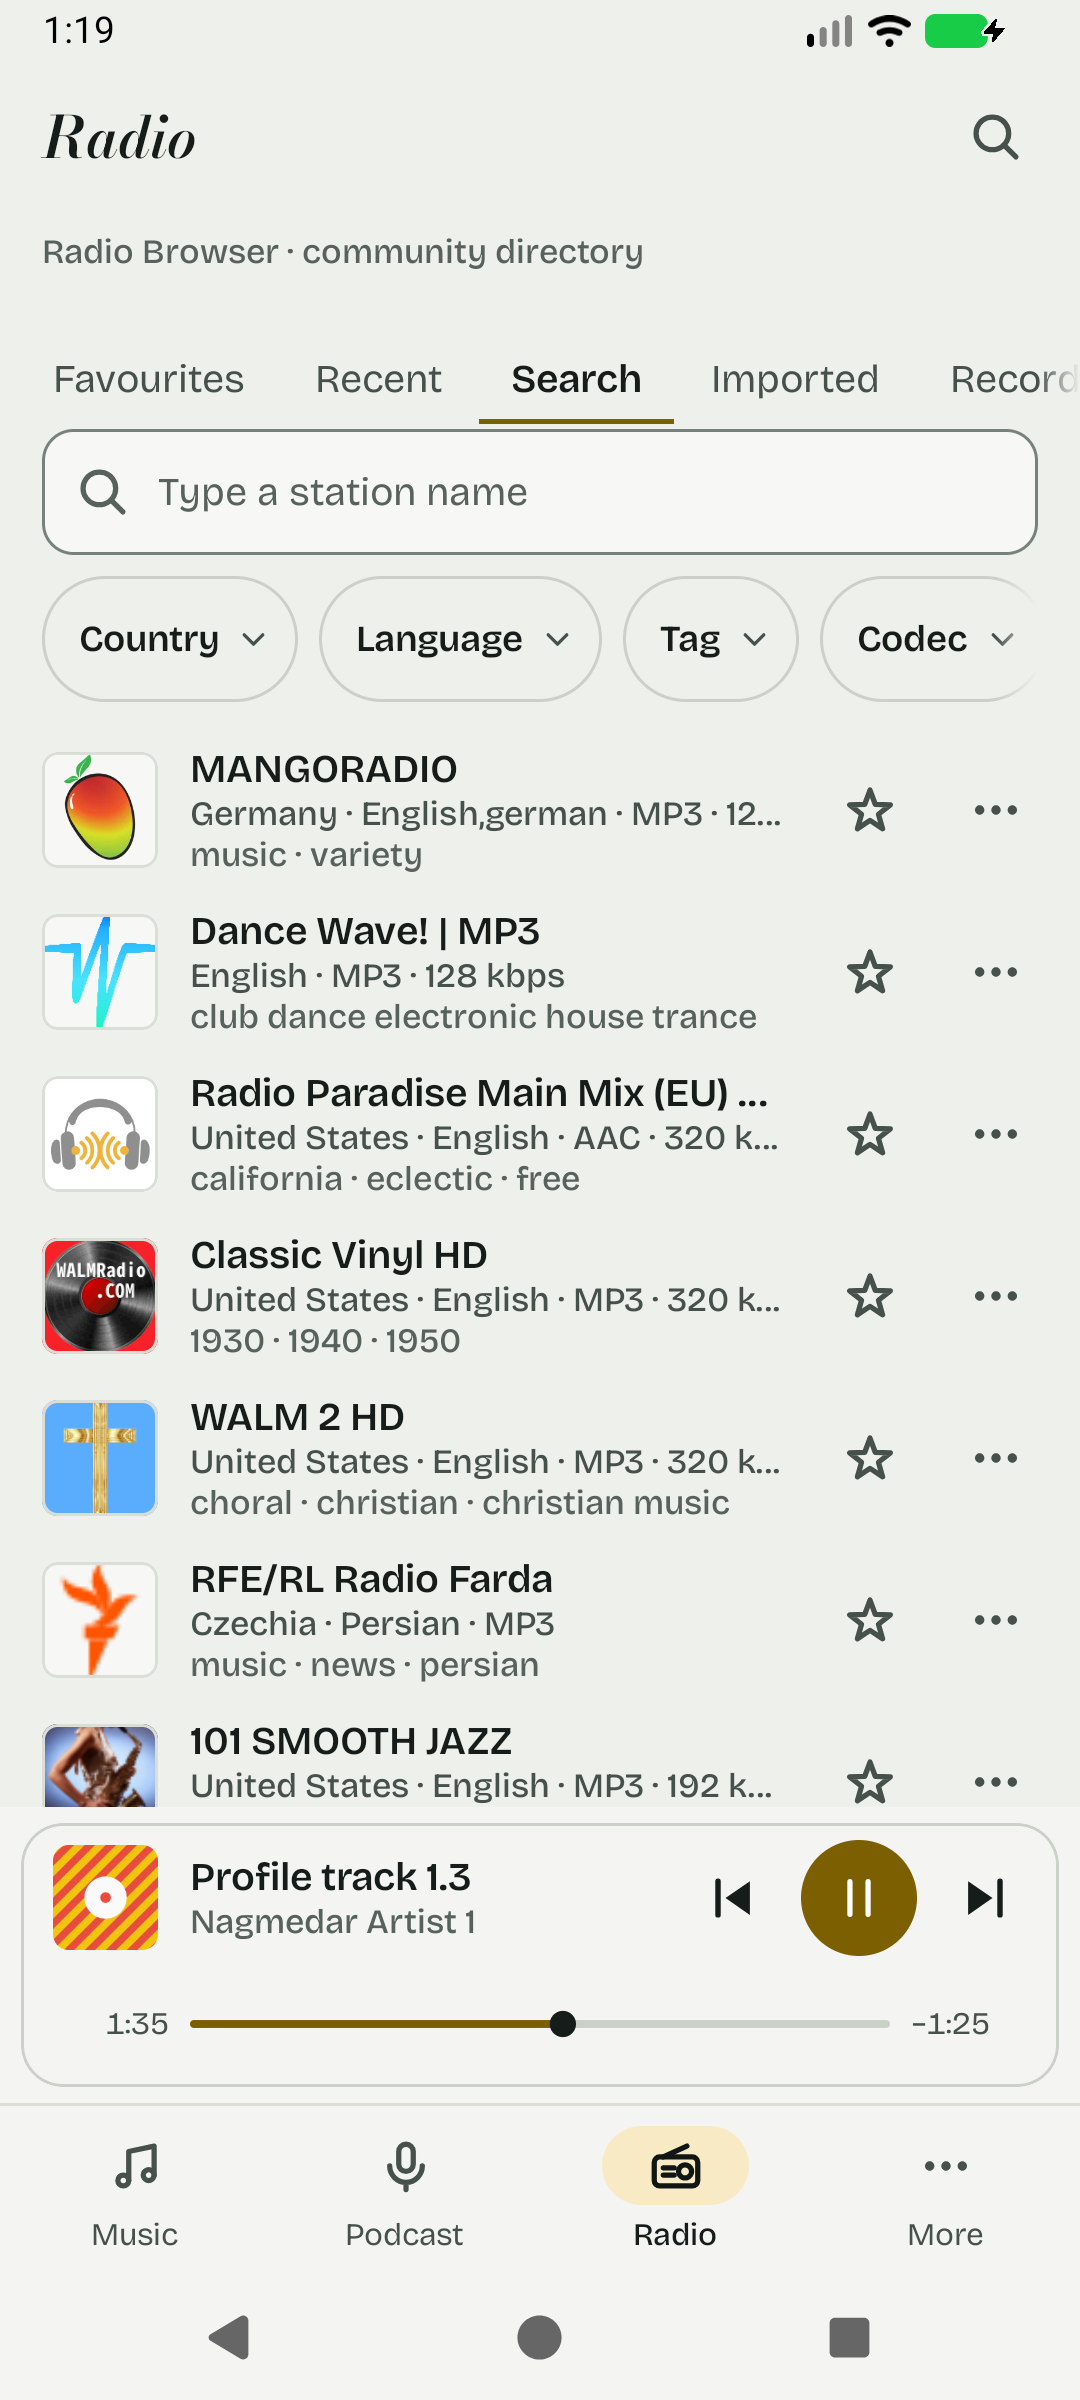 1:19
Radio
Radio Browser · community directory
Favourites Recent Search Imported Record
Type a station name
Country Language Tag Codec
MANGORADIO
Germany · English,german · MP3 · 12...
music · variety
Dance Wave! | MP3
English · MP3 · 128 kbps
club dance electronic house trance
Radio Paradise Main Mix (EU) ...
United States · English · AAC · 320 k...
california · eclectic · free
WALMRadio
.COM
Classic Vinyl HD
United States · English · MP3 · 320 k...
1930 · 1940 · 1950
WALM 2 HD
United States · English · MP3 · 320 k...
choral · christian · christian music
RFE/RL Radio Farda
Czechia · Persian · MP3
music · news · persian
101 SMOOTH JAZZ
United States · English · MP3 · 192 k...
Profile track 1.3
Nagmedar Artist 1
1:35 -1:25
Music Podcast Radio More